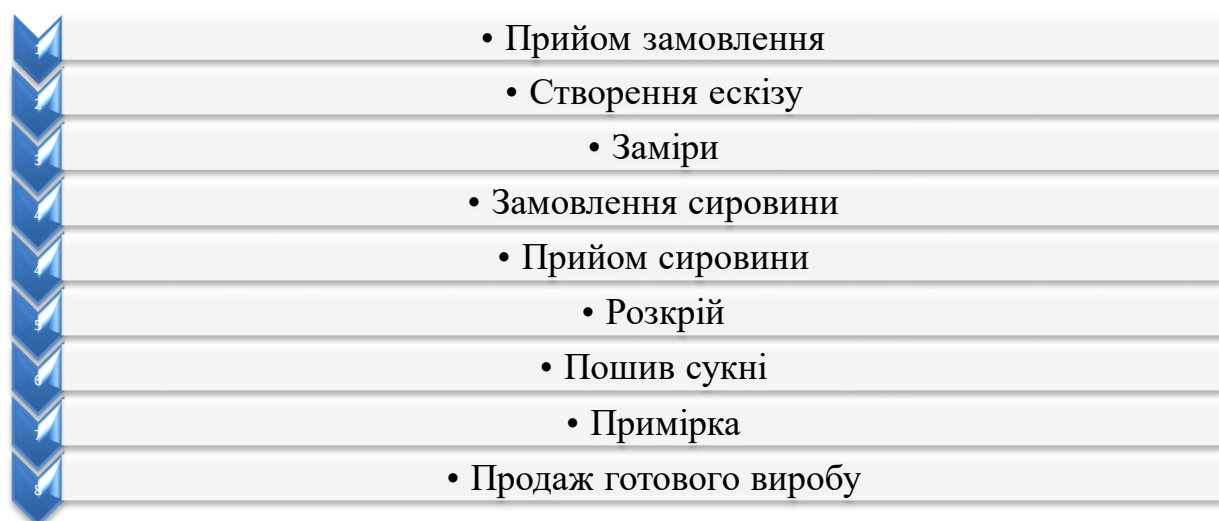 1 • Прийом замовлення
2 • Створення ескізу
3 • Заміри
4 • Замовлення сировини
4 • Прийом сировини
5 • Розкрій
6 • Пошив сукні
7 • Примірка
8 • Продаж готового виробу